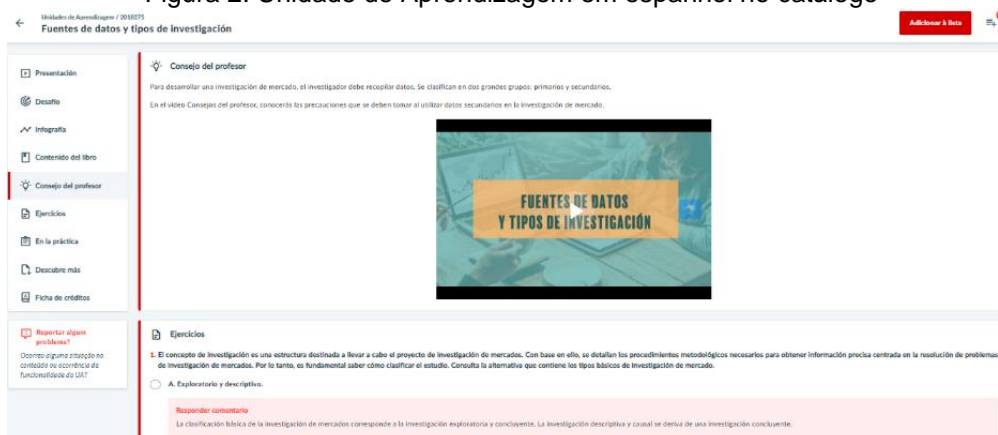 Figura 2: Unidade de Aprendizagem em espanhol no catálogo
Unidades de Aprendizagem / 2018275
Fuentes de datos y tipos de investigación
Adicionar à lista
Presentación
Desafío
Infografía
Contenido del libro
Consejo del profesor
Ejercicios
En la práctica
Descubre más
Ficha de créditos
Reportar algum
problema?
Ocorreu alguma situação no
conteúdo ou ocorrência de
funcionalidade da UA?
Consejo del profesor
Para desarrollar una investigación de mercado, el investigador debe recopilar datos. Se clasifican en dos grandes grupos: primarios y secundarios.
En el video Consejos del profesor, conocerás las precauciones que se deben tomar al utilizar datos secundarios en la investigación de mercado.
FUENTES DE DATOS
Y TIPOS DE INVESTIGACIÓN
Ejercicios
1. El concepto de investigación es una estructura destinada a llevar a cabo el proyecto de investigación de mercados. Con base en ello, se detallan los procedimientos metodológicos necesarios para obtener información precisa centrada en la resolución de problemas
de investigación de mercados. Por lo tanto, es fundamental saber cómo clasificar el estudio. Consulta la alternativa que contiene los tipos básicos de investigación de mercado.
A. Exploratorio y descriptivo.
Responder comentario
La clasificación básica de la investigación de mercados corresponde a la investigación exploratoria y concluyente. La investigación descriptiva y causal se deriva de una investigación concluyente.